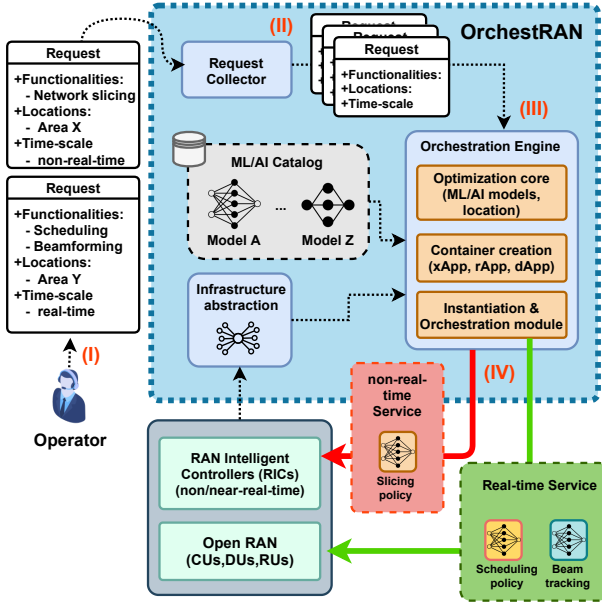 Request
+Functionalities:
- Network slicing
+Locations:
- Area X
+Time-scale
- non-real-time
Request
+Functionalities:
- Scheduling
- Beamforming
+Locations:
- Area Y
+Time-scale
- real-time
(I)
Operator
(II)
OrchestRAN
Request
Collector
Request
+Functionalities:
+Locations:
+Time-scale
(III)
ML/AI Catalog
...
Model A
Model Z
Infrastructure
abstraction
Orchestration Engine
Optimization core
(ML/AI models,
location)
Container creation
(xApp, rApp, dApp)
Instantiation &
Orchestration module
(IV)
non-real-
time
Service
Slicing
policy
RAN Intelligent
Controllers (RICs)
(non/near-real-time)
Open RAN
(CUs,DUs,RUs)
Real-time Service
Scheduling
policy
Beam
tracking